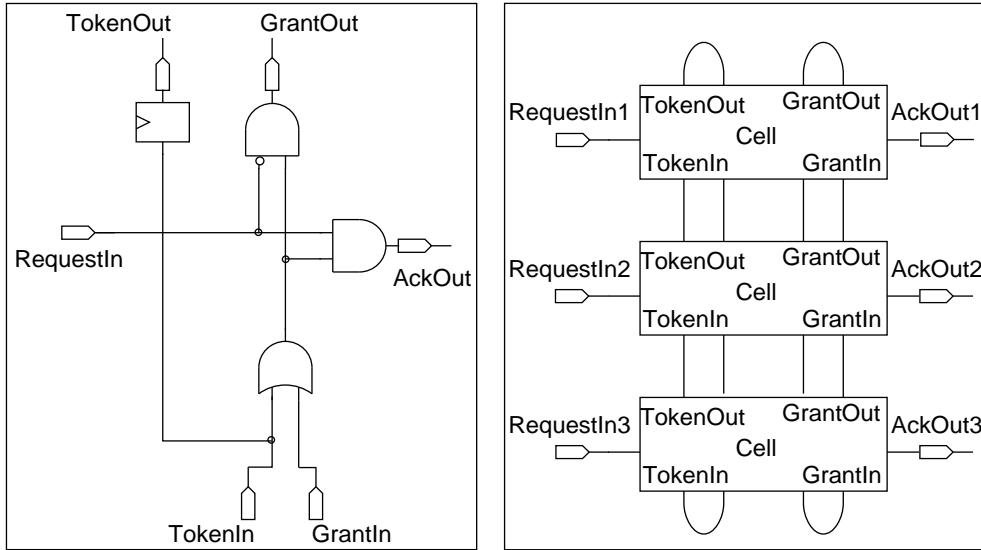 TokenOut GrantOut
RequestIn
AckOut
TokenIn GrantIn
RequestIn1 TokenOut GrantOut AckOut1
Cell
TokenIn GrantIn
RequestIn2 TokenOut GrantOut AckOut2
Cell
TokenIn GrantIn
RequestIn3 TokenOut GrantOut AckOut3
Cell
TokenIn GrantIn